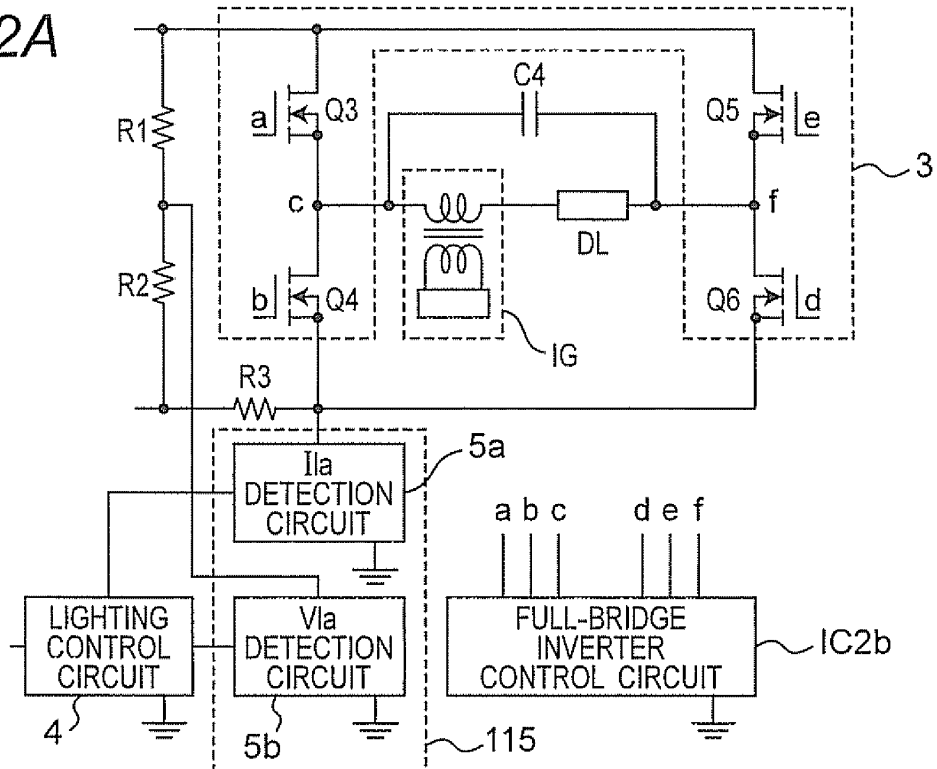 2A
C4
Q3
Q5
R1
a
e
3
c
f
DL
R2
b
Q4
Q6
d
IG
R3
5a
Ila
DETECTION
CIRCUIT
a b c d e f
LIGHTING
CONTROL
CIRCUIT
Vla
DETECTION
CIRCUIT
FULL-BRIDGE
INVERTER
CONTROL CIRCUIT
IC2b
4
5b
115